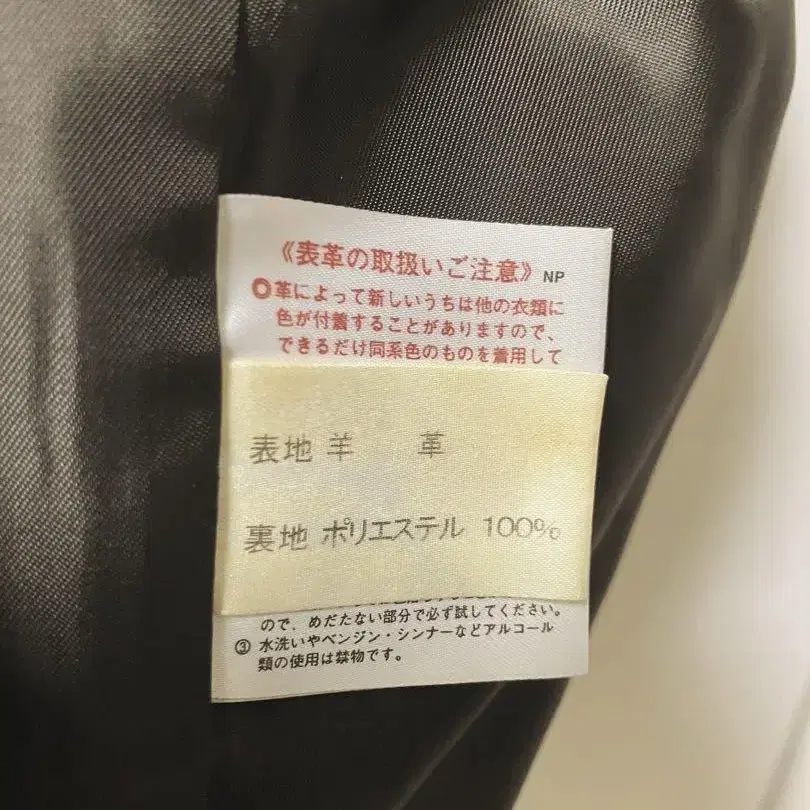 《表革の取扱いご注意》 NP
○革によって新しいうちは他の衣類に
色が付着することがありますので、
できるだけ同系色のものを着用して
表地 羊 革
裏地 ポリエステル 100%
ので、めだたない部分で必ず試してください。
③ 水洗いやベンジン・シンナーなどアルコール
類の使用は禁物です。